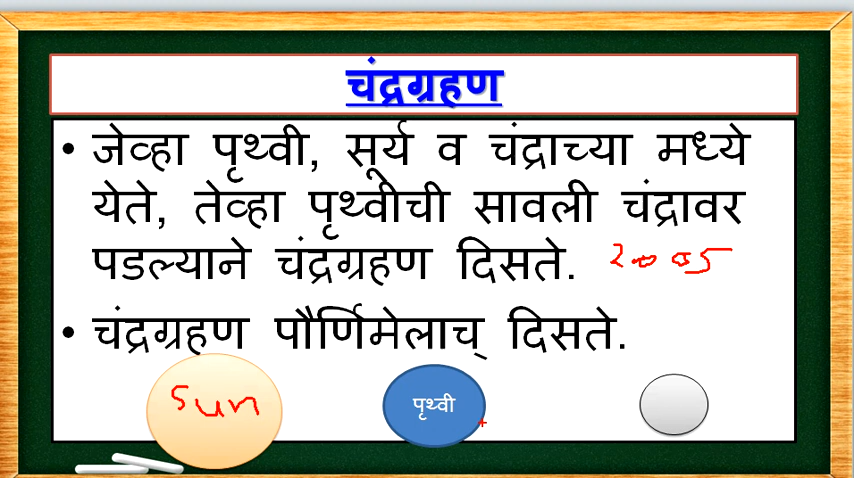 चंद्रग्रहण
• जेव्हा पृथ्वी, सूर्य व चंद्राच्या मध्ये
येते, तेव्हा पृथ्वीची सावली चंद्रावर
पडल्याने चंद्रग्रहण दिसते.
• चंद्रग्रहण पौर्णिमेलाच् दिसते.
Sun
पृथ्वी